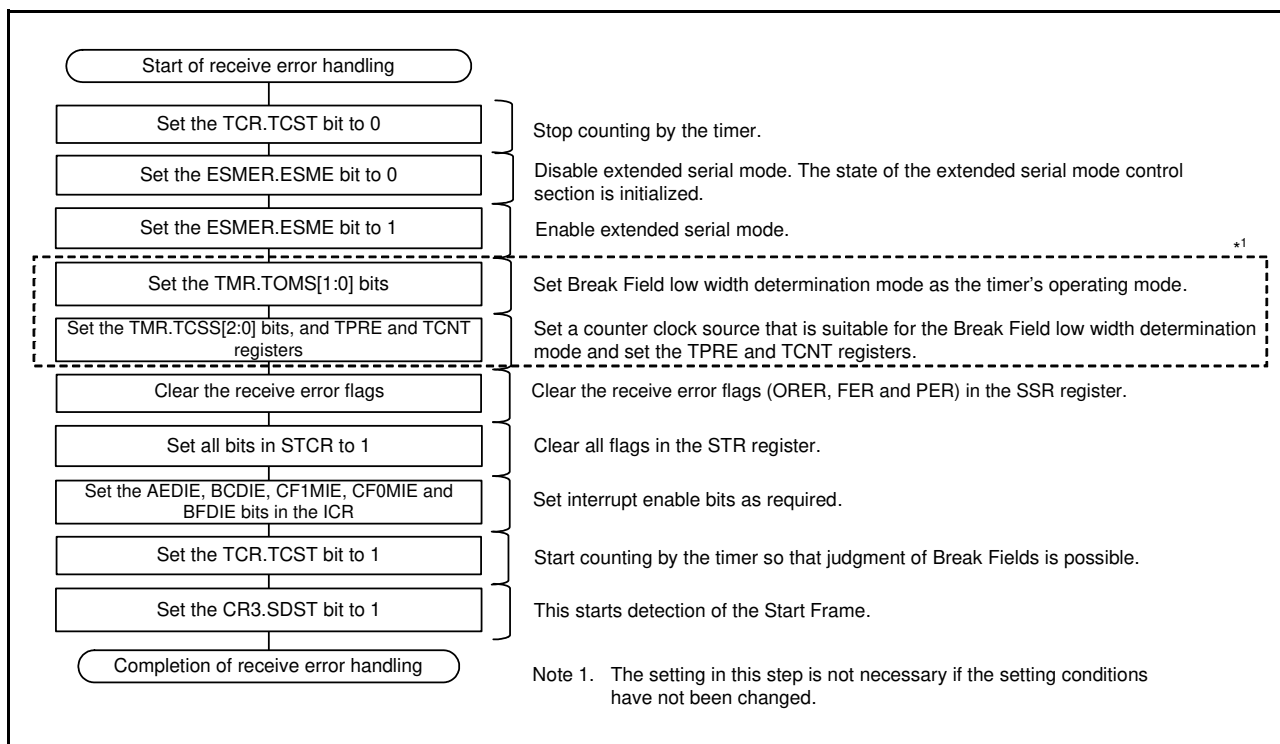 Start of receive error handling
Set the TCR.TCST bit to 0
Stop counting by the timer.
Set the ESMER.ESME bit to 0
Disable extended serial mode. The state of the extended serial mode control
section is initialized.
Set the ESMER.ESME bit to 1
Enable extended serial mode.
*1
Set the TMR.TOMS[1:0] bits
Set Break Field low width determination mode as the timer's operating mode.
Set the TMR.TCSS[2:0] bits, and TPRE and TCNT
registers
Set a counter clock source that is suitable for the Break Field low width determination
mode and set the TPRE and TCNT registers.
Clear the receive error flags
Clear the receive error flags (ORER, FER and PER) in the SSR register.
Set all bits in STCR to 1
Clear all flags in the STR register.
Set the AEDIE, BCDIE, CF1MIE, CF0MIE and
BFDIE bits in the ICR
Set interrupt enable bits as required.
Set the TCR.TCST bit to 1
Start counting by the timer so that judgment of Break Fields is possible.
Set the CR3.SDST bit to 1
This starts detection of the Start Frame.
Completion of receive error handling
Note 1. The setting in this step is not necessary if the setting conditions
have not been changed.